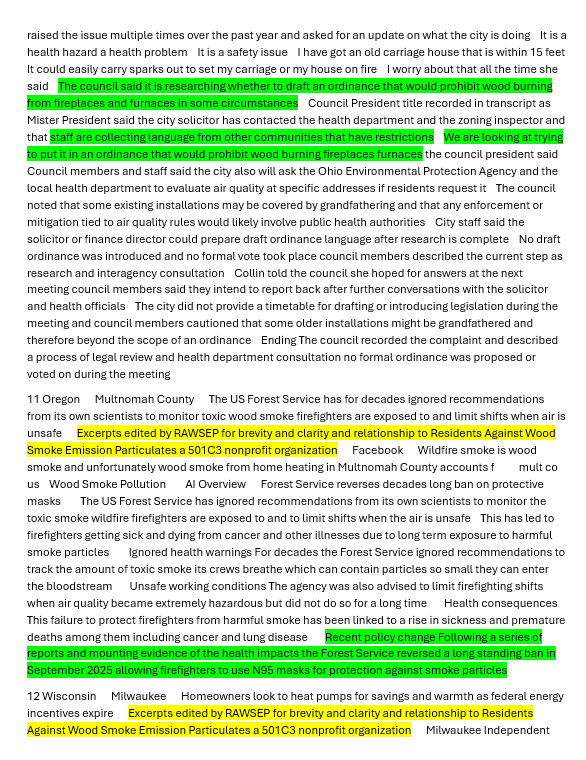 raised the issue multiple times over the past year and asked for an update on what the city is doing It is a
health hazard a health problem It is a safety issue I have got an old carriage house that is within 15 feet
It could easily carry sparks out to set my carriage or my house on fire I worry about that all the time she
said The council said it is researching whether to draft an ordinance that would prohibit wood burning
from fireplaces and furnaces in some circumstances Council President title recorded in transcript as
Mister President said the city solicitor has contacted the health department and the zoning inspector and
that staff are collecting language from other communities that have restrictions We are looking at trying
to put it in an ordinance that would prohibit wood burning fireplaces furnaces the council president said
Council members and staff said the city also will ask the Ohio Environmental Protection Agency and the
local health department to evaluate air quality at specific addresses if residents request it The council
noted that some existing installations may be covered by grandfathering and that any enforcement or
mitigation tied to air quality rules would likely involve public health authorities City staff said the
solicitor or finance director could prepare draft ordinance language after research is complete No draft
ordinance was introduced and no formal vote took place council members described the current step as
research and interagency consultation Collin told the council she hoped for answers at the next
meeting council members said they intend to report back after further conversations with the solicitor
and health officials The city did not provide a timetable for drafting or introducing legislation during the
meeting and council members cautioned that some older installations might be grandfathered and
therefore beyond the scope of an ordinance Ending The council recorded the complaint and described
a process of legal review and health department consultation no formal ordinance was proposed or
voted on during the meeting
11 Oregon Multnomah County The US Forest Service has for decades ignored recommendations
from its own scientists to monitor toxic wood smoke firefighters are exposed to and limit shifts when air is
unsafe Excerpts edited by RAWSEP for brevity and clarity and relationship to Residents Against Wood
Smoke Emission Particulates a 501C3 nonprofit organization Facebook Wildfire smoke is wood
smoke and unfortunately wood smoke from home heating in Multnomah County accounts f mult co
us Wood Smoke Pollution AI Overview Forest Service reverses decades long ban on protective
masks The US Forest Service has ignored recommendations from its own scientists to monitor the
toxic smoke wildfire firefighters are exposed to and to limit shifts when the air is unsafe This has led to
firefighters getting sick and dying from cancer and other illnesses due to long term exposure to harmful
smoke particles Ignored health warnings For decades the Forest Service ignored recommendations to
track the amount of toxic smoke its crews breathe which can contain particles so small they can enter
the bloodstream Unsafe working conditions The agency was also advised to limit firefighting shifts
when air quality became extremely hazardous but did not do so for a long time Health consequences
This failure to protect firefighters from harmful smoke has been linked to a rise in sickness and premature
deaths among them including cancer and lung disease Recent policy change Following a series of
reports and mounting evidence of the health impacts the Forest Service reversed a long standing ban in
September 2025 allowing firefighters to use N95 masks for protection against smoke particles
12 Wisconsin Milwaukee Homeowners look to heat pumps for savings and warmth as federal energy
incentives expire Excerpts edited by RAWSEP for brevity and clarity and relationship to Residents
Against Wood Smoke Emission Particulates a 501C3 nonprofit organization Milwaukee Independent